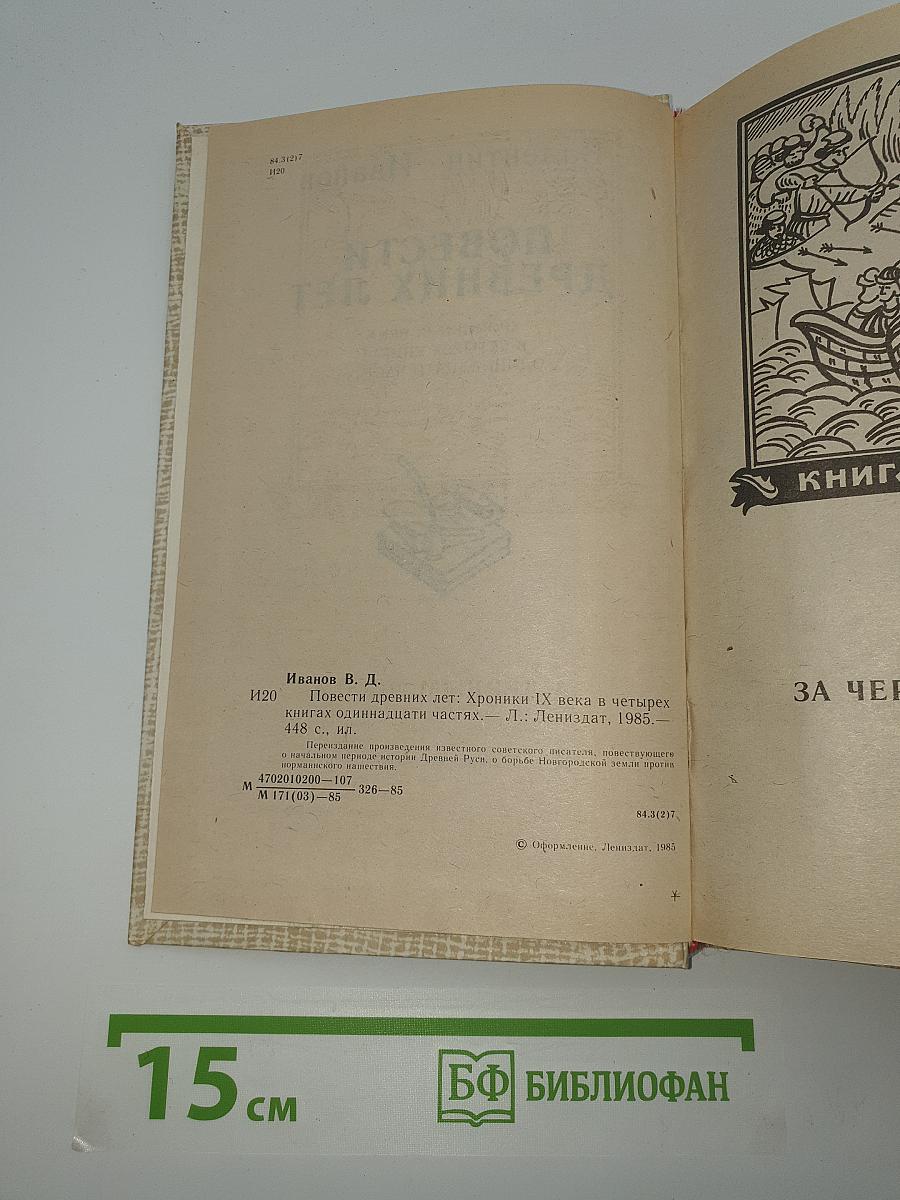 84.3(2)7
И20
Иванов В. Д.
И20 Повести древних лет: Хроники IX века в четырех
книгах одиннадцати частях.— Л.: Лениздат, 1985.—
448 с., ил.
Переиздание произведения известного советского писателя, повествующего
о начальном периоде истории Древней Руси, о борьбе Новгородской земли против
норманнского нашествия.
М 4702010200—107 326—85
М 171(03)—85
84.3(2)7
© Оформление, Лениздат, 1985
КНИГ
ЗА ЧЕР
15 см
БФ БИБЛИОФАН